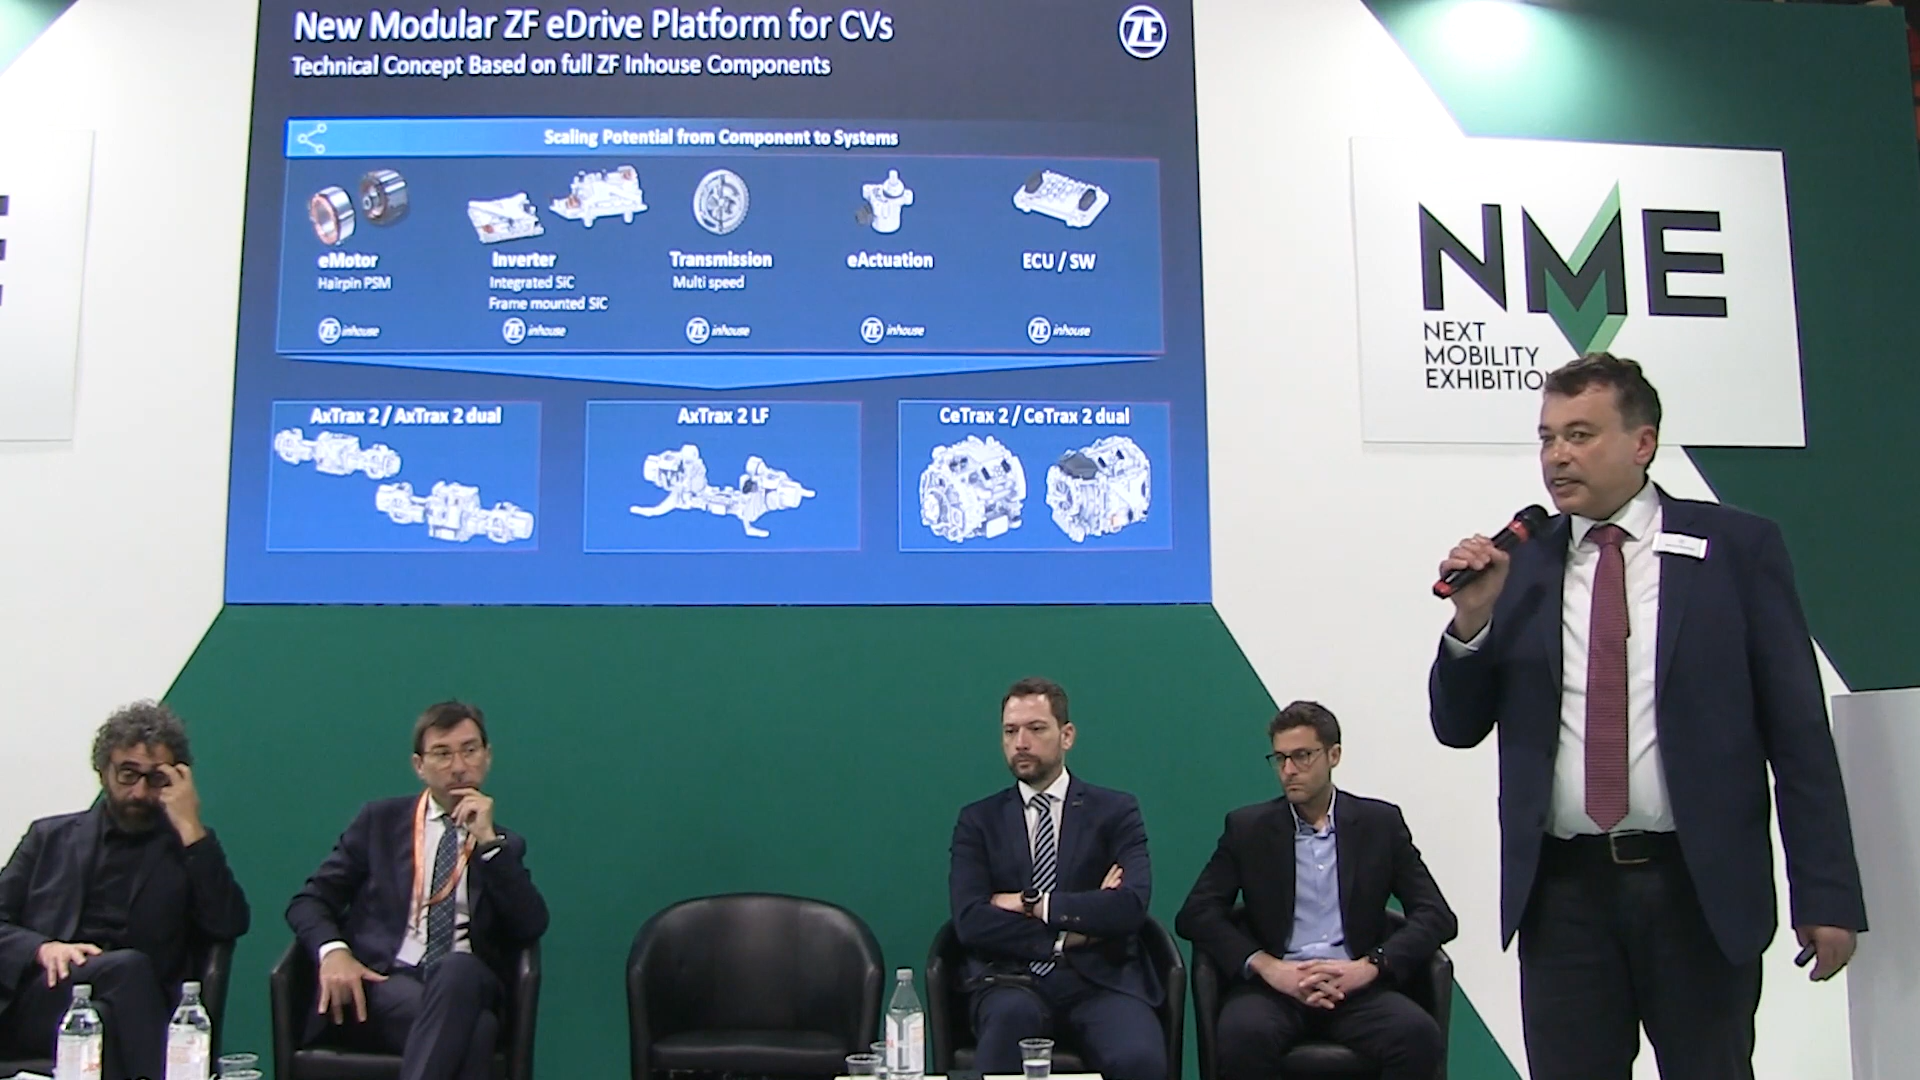 New Modular ZF eDrive Platform for CVs
ZF
Technical Concept Based on full ZF Inhouse Components
Scaling Potential from Component to Systems
eMotor
Hairpin PSM
ZF inhouse
Inverter
Integrated SiC
Frame mounted SiC
ZF inhouse
Transmission
Multi speed
ZF inhouse
eActuation
ZF inhouse
ECU / SW
ZF inhouse
AxTrax 2 / AxTrax 2 dual
AxTrax 2 LF
CeTrax 2 / CeTrax 2 dual
NME
NEXT
MOBILITY
EXHIBITIO